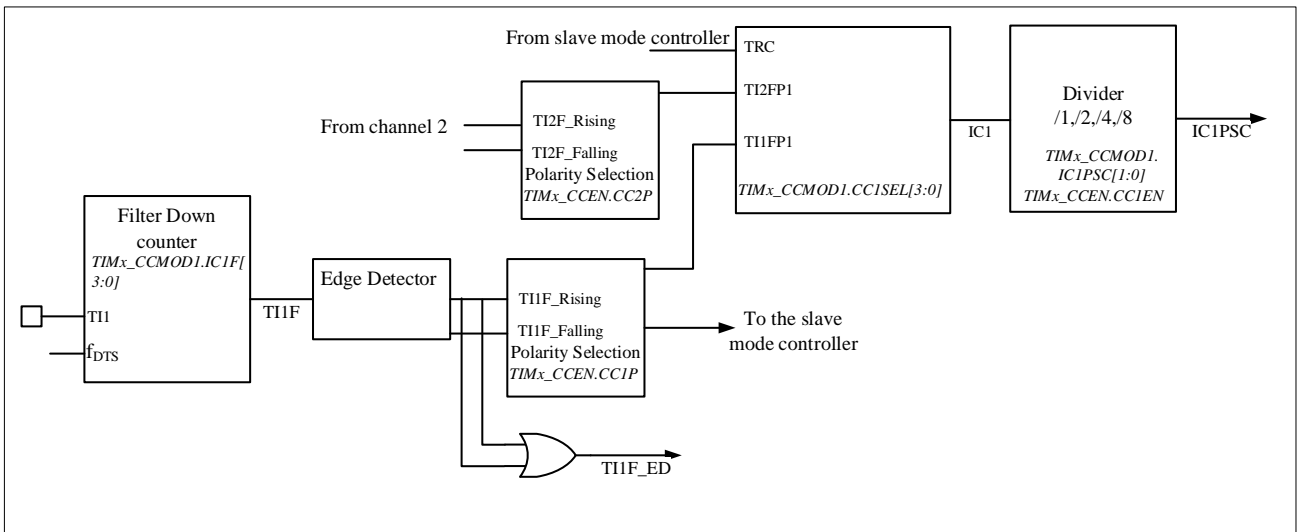 From slave mode controller
TRC
TI2FP1
TI1FP1
TIMx_CCMOD1.CC1SEL[3:0]
From channel 2
TI2F_Rising
TI2F_Falling
Polarity Selection
TIMx_CCEN.CC2P
IC1
Divider
/1,/2,/4,/8
TIMx_CCMOD1.
IC1PSC[1:0]
TIMx_CCEN.CC1EN
IC1PSC
Filter Down
counter
TIMx_CCMOD1.IC1F[
3:0]
TI1
fDTS
TI1F
Edge Detector
TI1F_Rising
TI1F_Falling
Polarity Selection
TIMx_CCEN.CC1P
To the slave
mode controller
TI1F_ED